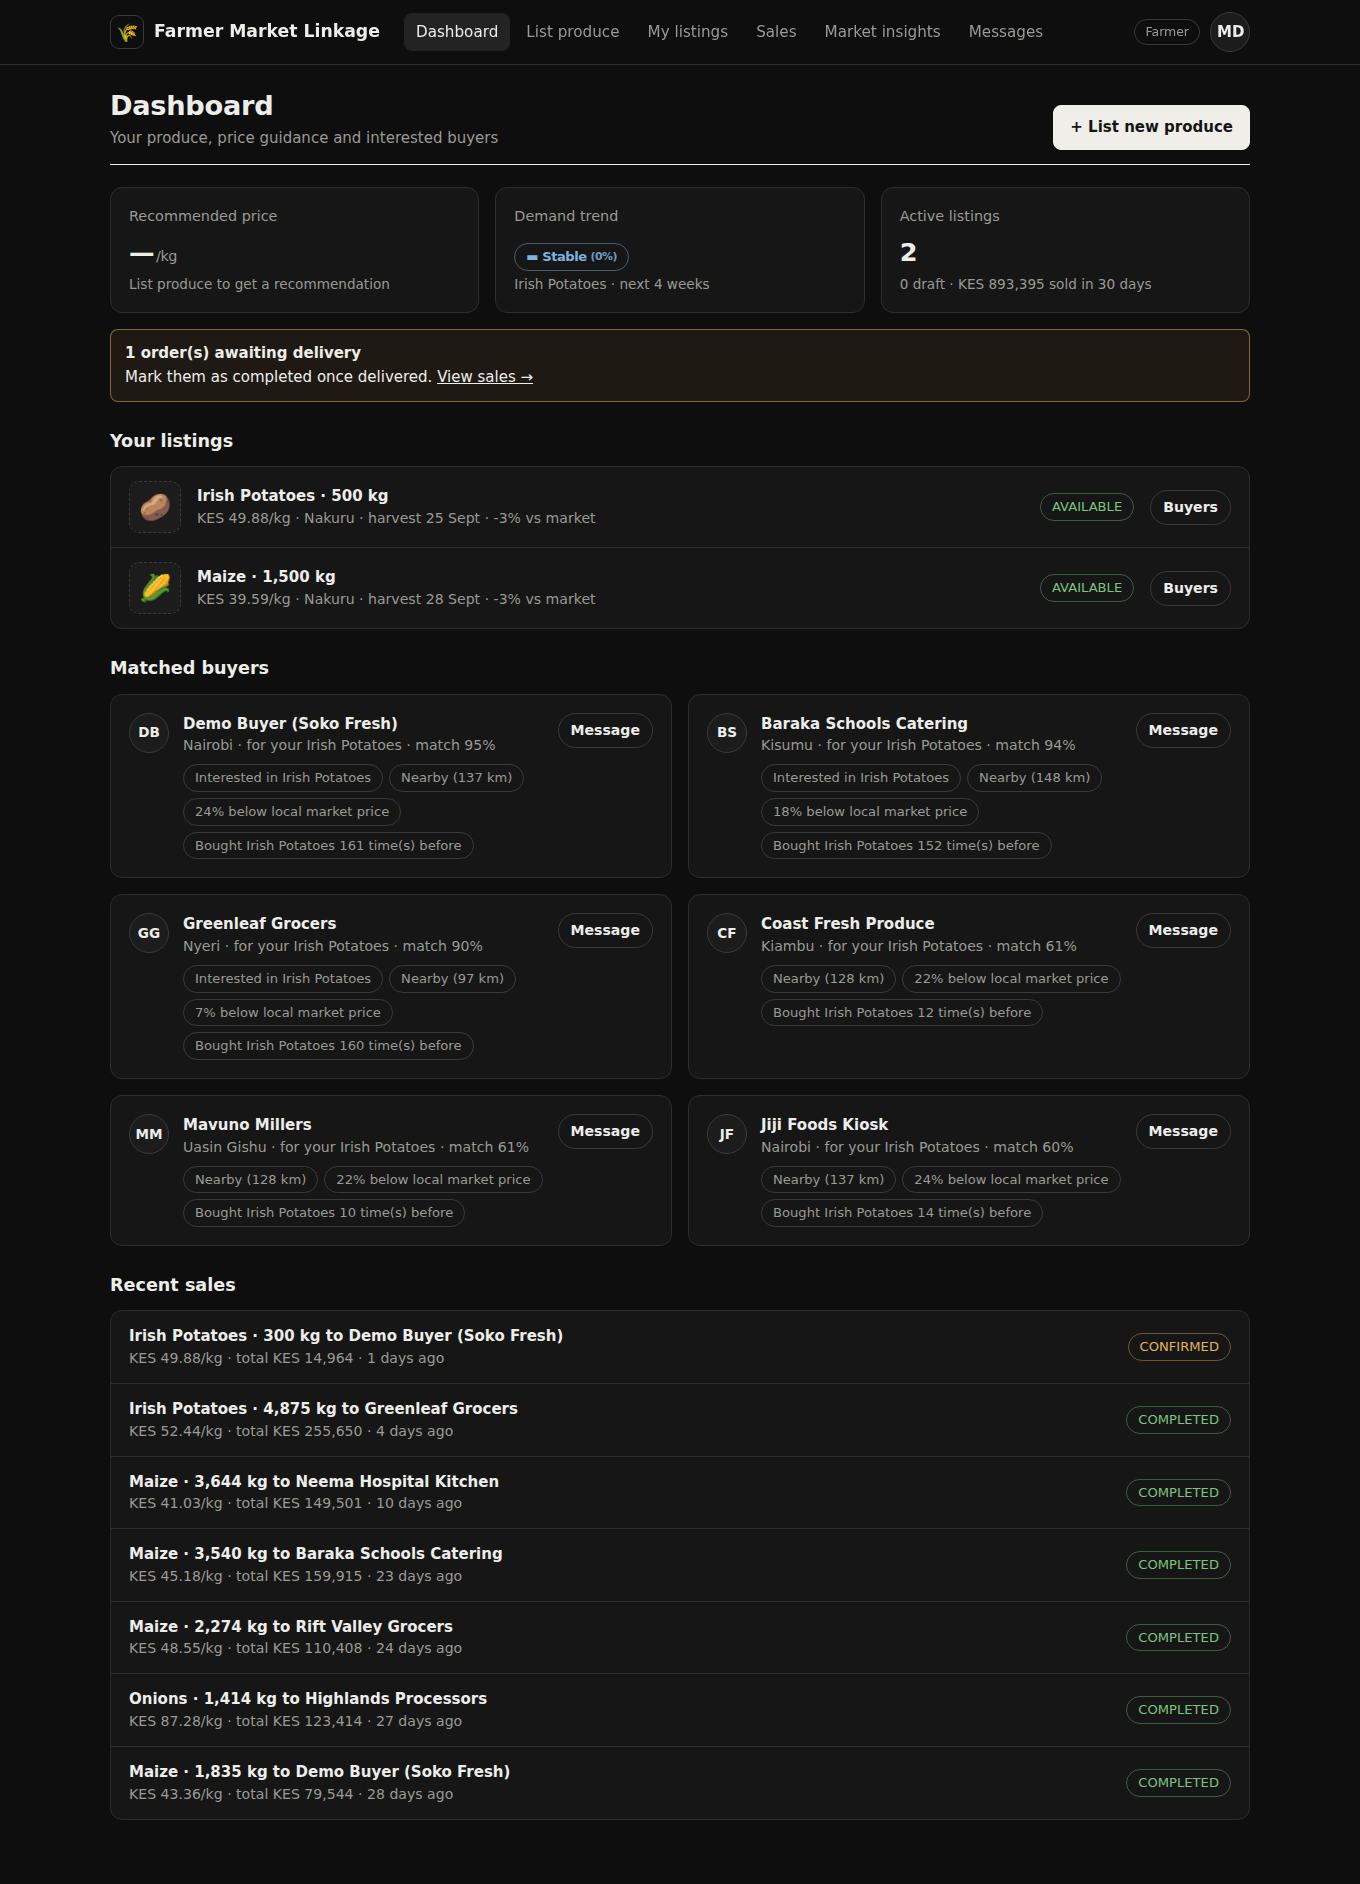 Farmer Market Linkage
Dashboard
List produce
My listings
Sales
Market insights
Messages
Farmer
MD
Dashboard
Your produce, price guidance and interested buyers
+ List new produce
Recommended price
—/kg
List produce to get a recommendation
Demand trend
Stable (0%)
Irish Potatoes · next 4 weeks
Active listings
2
0 draft · KES 893,395 sold in 30 days
1 order(s) awaiting delivery
Mark them as completed once delivered. View sales →
Your listings
Irish Potatoes · 500 kg
KES 49.88/kg · Nakuru · harvest 25 Sept · -3% vs market
AVAILABLE
Buyers
Maize · 1,500 kg
KES 39.59/kg · Nakuru · harvest 28 Sept · -3% vs market
AVAILABLE
Buyers
Matched buyers
DB
Demo Buyer (Soko Fresh)
Nairobi · for your Irish Potatoes · match 95%
Message
Interested in Irish Potatoes
Nearby (137 km)
24% below local market price
Bought Irish Potatoes 161 time(s) before
BS
Baraka Schools Catering
Kisumu · for your Irish Potatoes · match 94%
Message
Interested in Irish Potatoes
Nearby (148 km)
18% below local market price
Bought Irish Potatoes 152 time(s) before
GG
Greenleaf Grocers
Nyeri · for your Irish Potatoes · match 90%
Message
Interested in Irish Potatoes
Nearby (97 km)
7% below local market price
Bought Irish Potatoes 160 time(s) before
CF
Coast Fresh Produce
Kiambu · for your Irish Potatoes · match 61%
Message
Nearby (128 km)
22% below local market price
Bought Irish Potatoes 12 time(s) before
MM
Mavuno Millers
Uasin Gishu · for your Irish Potatoes · match 61%
Message
Nearby (128 km)
22% below local market price
Bought Irish Potatoes 10 time(s) before
JF
Jiji Foods Kiosk
Nairobi · for your Irish Potatoes · match 60%
Message
Nearby (137 km)
24% below local market price
Bought Irish Potatoes 14 time(s) before
Recent sales
Irish Potatoes · 300 kg to Demo Buyer (Soko Fresh)
KES 49.88/kg · total KES 14,964 · 1 days ago
CONFIRMED
Irish Potatoes · 4,875 kg to Greenleaf Grocers
KES 52.44/kg · total KES 255,650 · 4 days ago
COMPLETED
Maize · 3,644 kg to Neema Hospital Kitchen
KES 41.03/kg · total KES 149,501 · 10 days ago
COMPLETED
Maize · 3,540 kg to Baraka Schools Catering
KES 45.18/kg · total KES 159,915 · 23 days ago
COMPLETED
Maize · 2,274 kg to Rift Valley Grocers
KES 48.55/kg · total KES 110,408 · 24 days ago
COMPLETED
Onions · 1,414 kg to Highlands Processors
KES 87.28/kg · total KES 123,414 · 27 days ago
COMPLETED
Maize · 1,835 kg to Demo Buyer (Soko Fresh)
KES 43.36/kg · total KES 79,544 · 28 days ago
COMPLETED